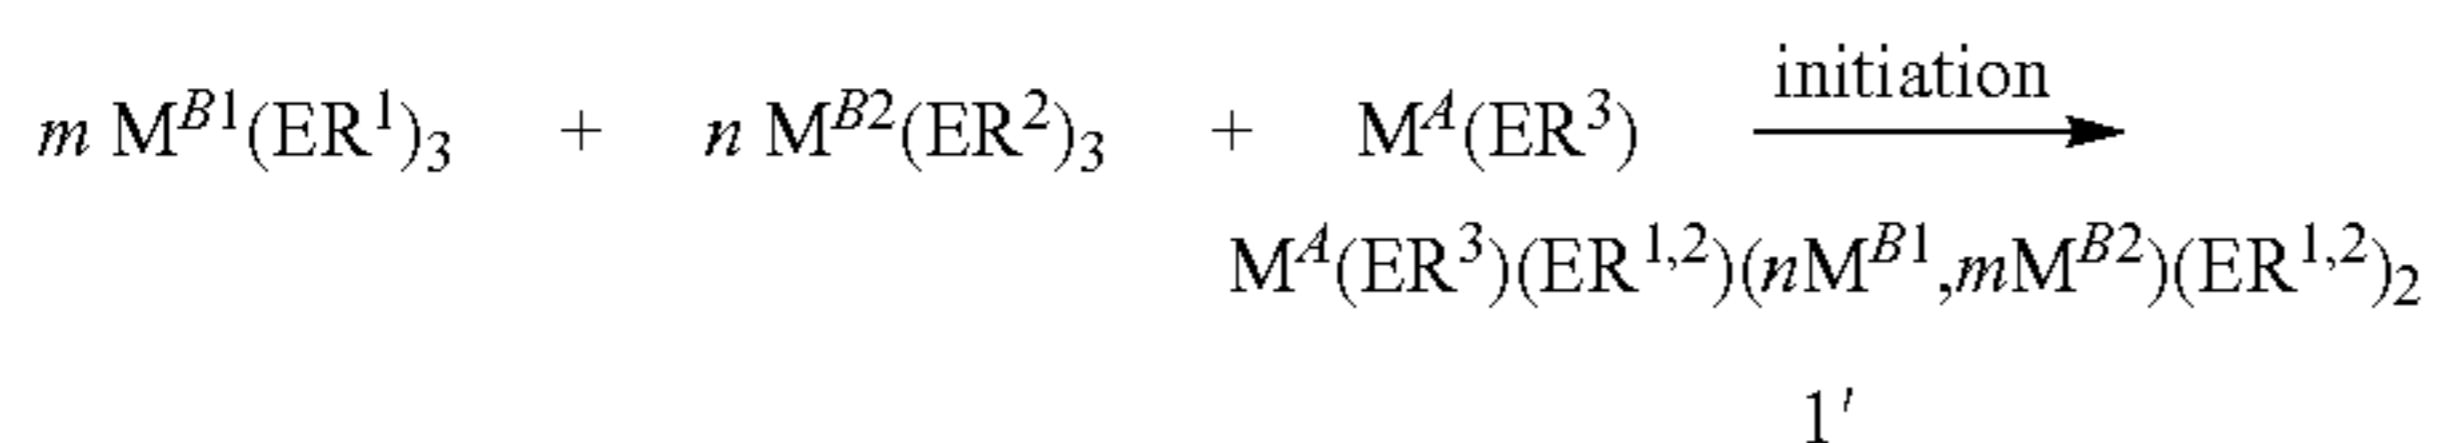 initiation
m M^{B1}(ER^1)_3 + n M^{B2}(ER^2)_3 + M^A(ER^3) ⟶
M^A(ER^3)(ER^{1,2})(nM^{B1},mM^{B2})(ER^{1,2})_2
1′